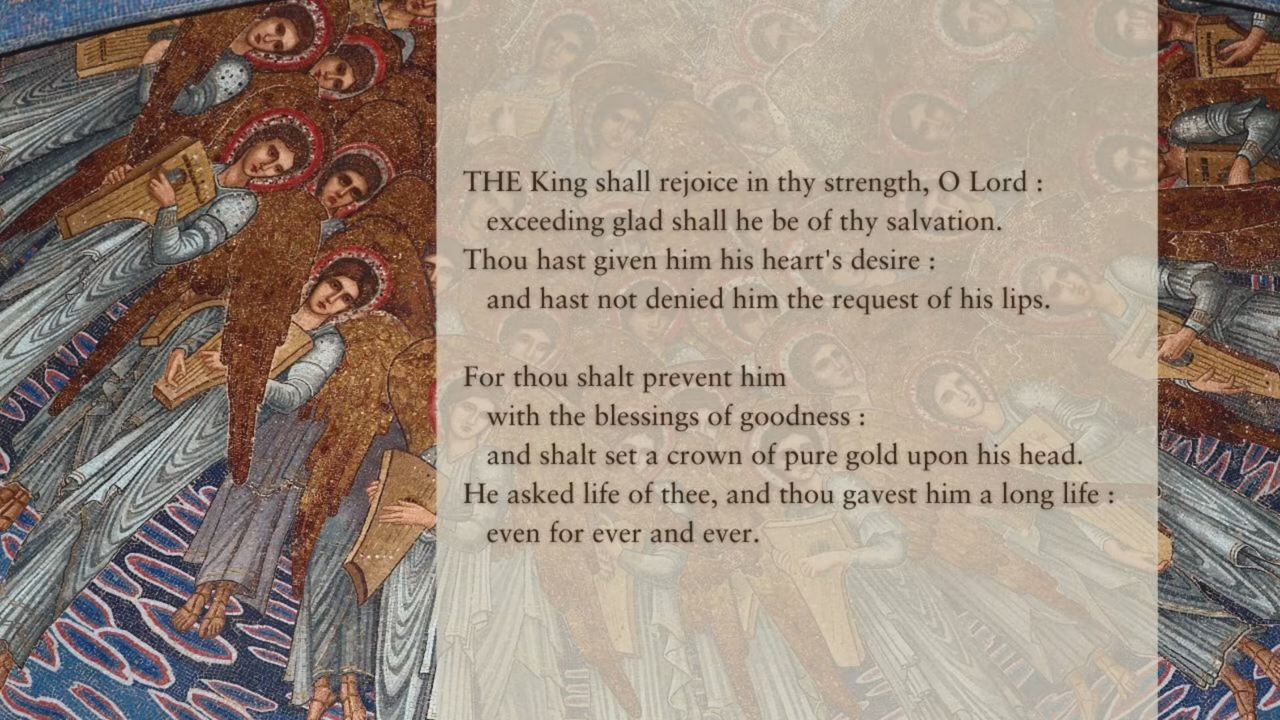 THE King shall rejoice in thy strength, O Lord :
exceeding glad shall he be of thy salvation.
Thou hast given him his heart's desire :
and hast not denied him the request of his lips.
For thou shalt prevent him
with the blessings of goodness :
and shalt set a crown of pure gold upon his head.
He asked life of thee, and thou gavest him a long life :
even for ever and ever.